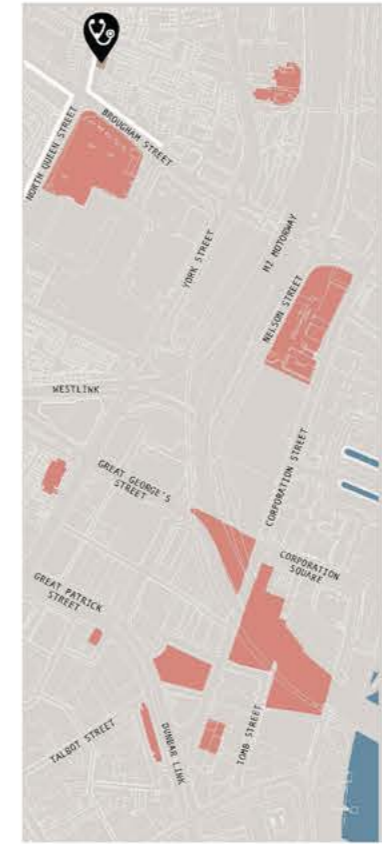 BROUGHAM STREET
NORTH QUEEN STREET
YORK STREET
M2 MOTORWAY
NELSON STREET
WESTLINK
CORPORATION STREET
GREAT GEORGE'S
STREET
CORPORATION
SQUARE
GREAT PATRICK
STREET
TALBOT STREET
DUNBAR LINK
TOMB STREET